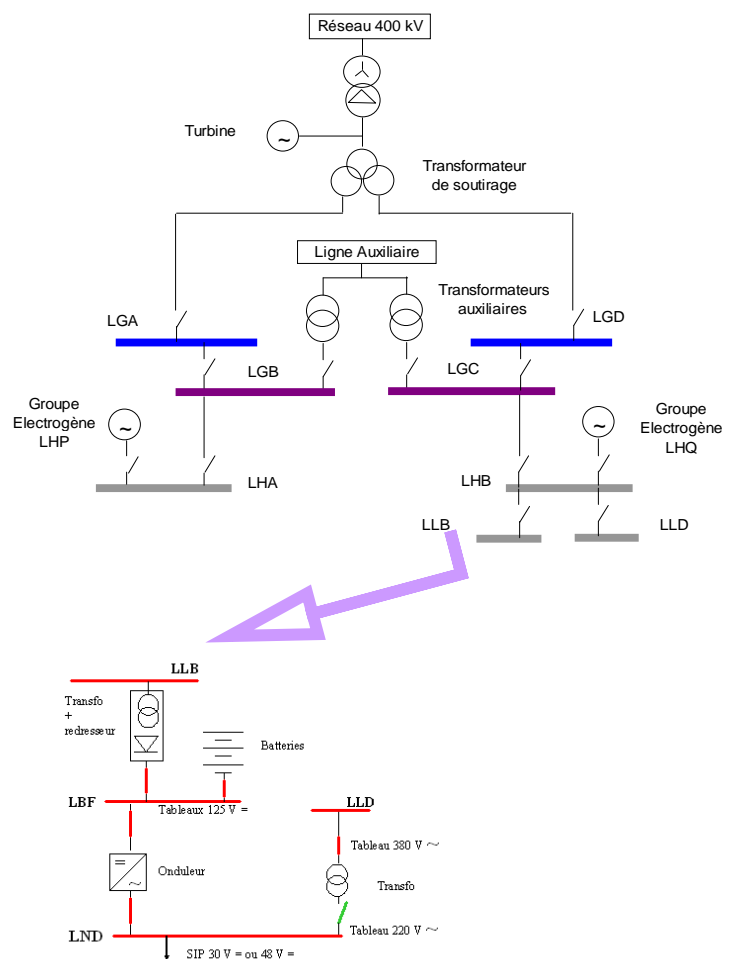 Réseau 400 kV
Turbine
~
Transformateur
de soutirage
Ligne Auxiliaire
Transformateurs
auxiliaires
LGA
LGD
LGB
LGC
Groupe
Electrogène
LHP
~
Groupe
Electrogène
LHQ
~
LHA
LHB
LLB
LLD
LLB
Transfo
+
redresseur
Batteries
LBF
Tableaux 125 V =
LLD
Tableau 380 V ~
= ~
Onduleur
Transfo
Tableau 220 V ~
LND
SIP 30 V = ou 48 V =